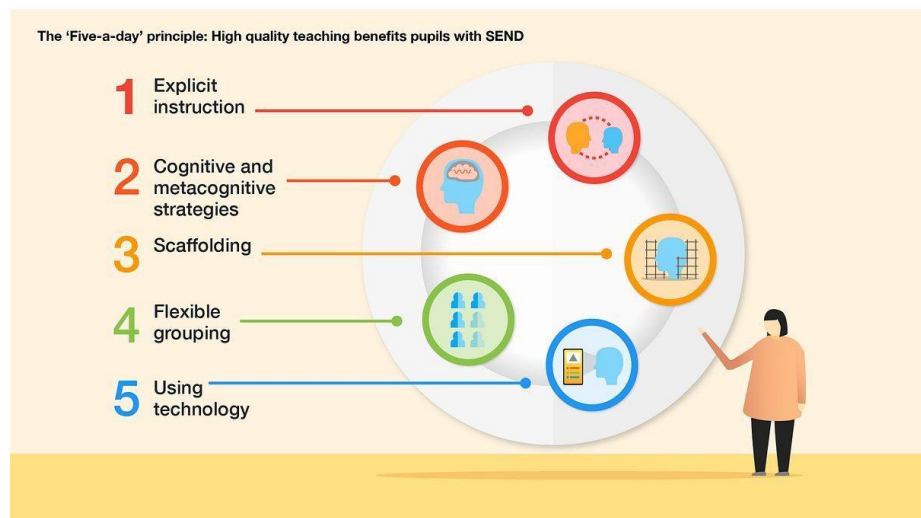 The ‘Five-a-day’ principle: High quality teaching benefits pupils with SEND
1 Explicit
instruction
2 Cognitive and
metacognitive
strategies
3 Scaffolding
4 Flexible
grouping
5 Using
technology